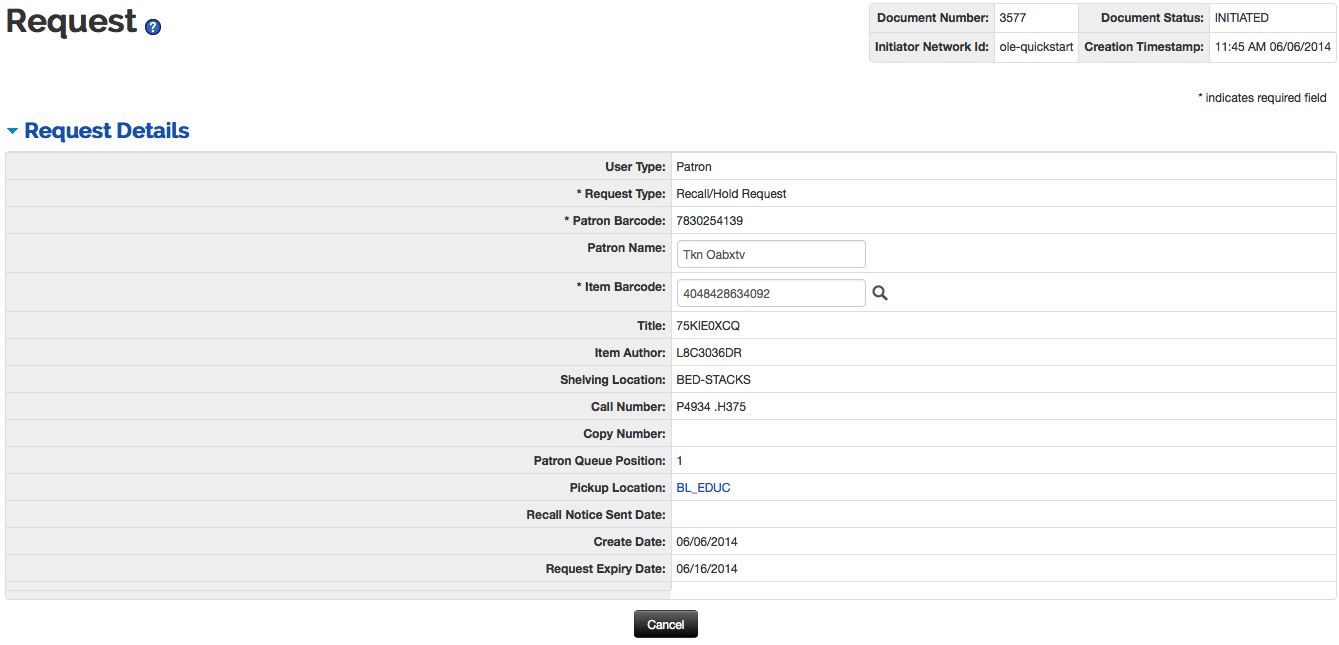 Request ?
Document Number: 3577 Document Status: INITIATED
Initiator Network Id: ole-quickstart Creation Timestamp: 11:45 AM 06/06/2014
* indicates required field
Request Details
User Type: Patron
* Request Type: Recall/Hold Request
* Patron Barcode: 7830254139
Patron Name: Tkn Oabxtv
* Item Barcode: 4048428634092
Title: 75KIE0XCQ
Item Author: L8C3036DR
Shelving Location: BED-STACKS
Call Number: P4934 .H375
Copy Number:
Patron Queue Position: 1
Pickup Location: BL_EDUC
Recall Notice Sent Date:
Create Date: 06/06/2014
Request Expiry Date: 06/16/2014
Cancel